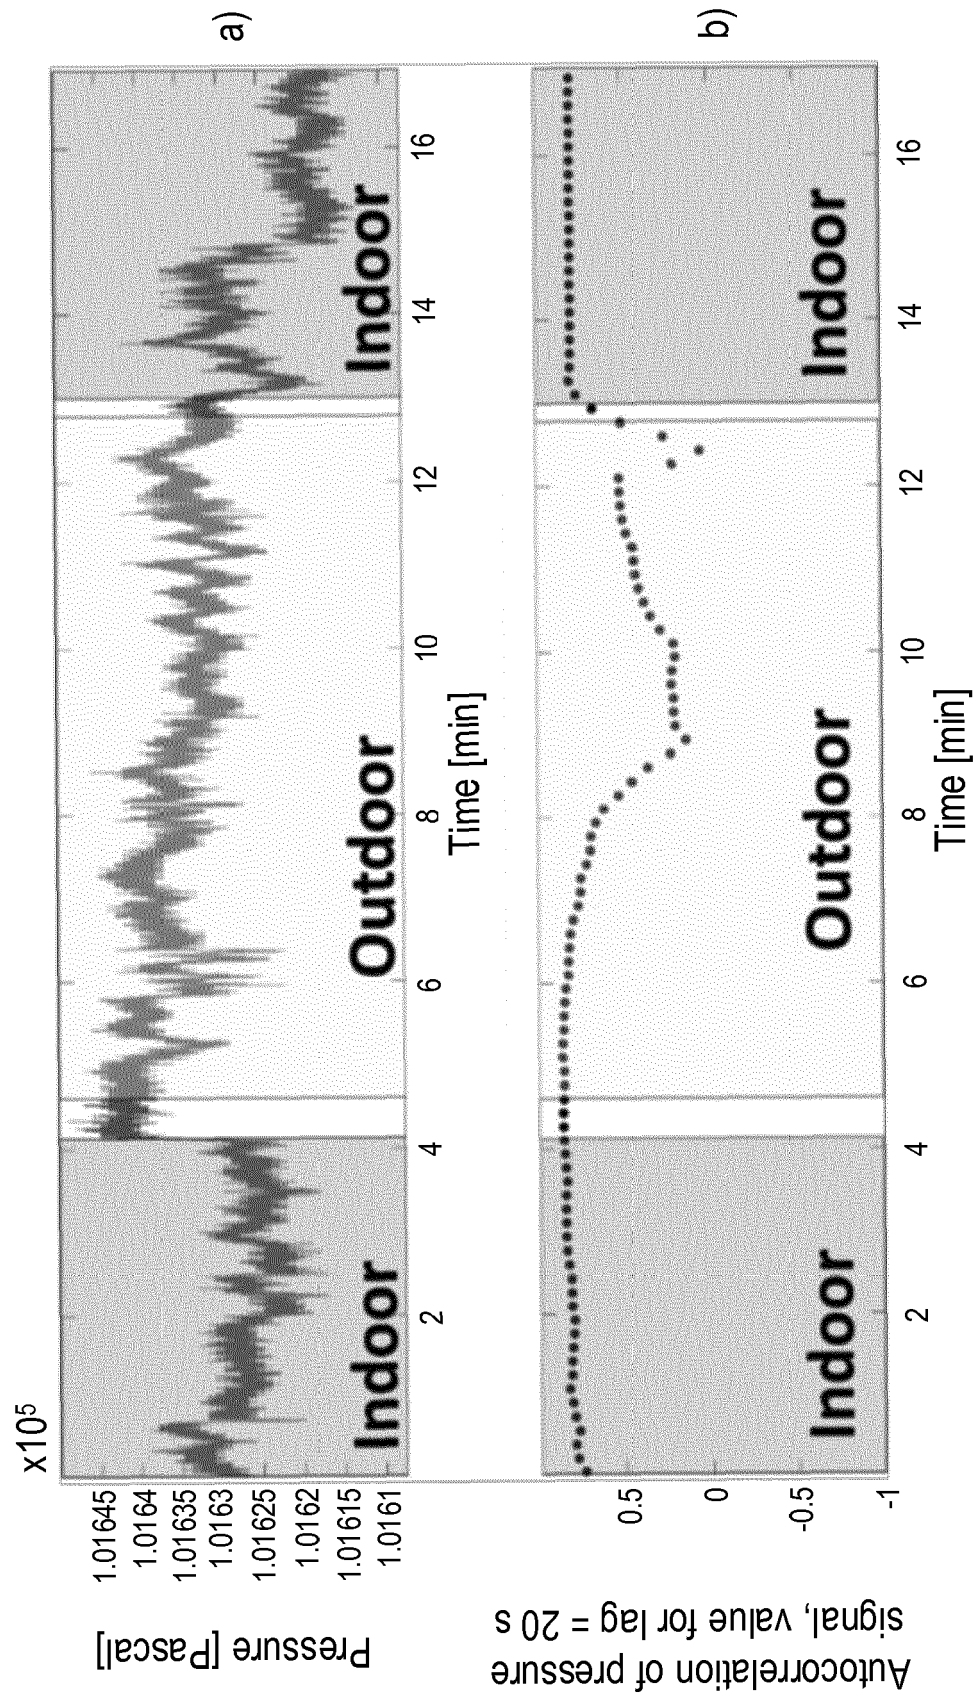 x10⁵
1.01645
1.0164
1.01635
1.0163
1.01625
1.0162
1.01615
1.0161
Pressure [Pascal]
Indoor
Outdoor
Indoor
2
4
6
8
10
12
14
16
Time [min]
a)
0.5
0
-0.5
-1
Autocorrelation of pressure
signal, value for lag = 20 s
Indoor
Outdoor
Indoor
2
4
6
8
10
12
14
16
Time [min]
b)